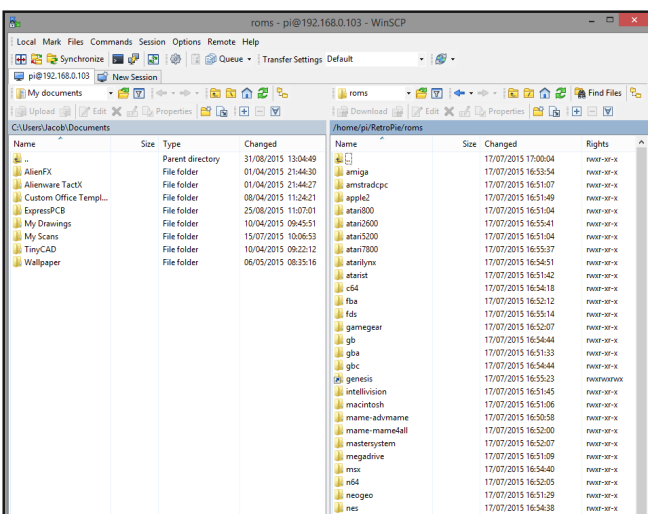 roms - pi@192.168.0.103 - WinSCP
Local Mark Files Commands Session Options Remote Help
Synchronize Queue Transfer Settings Default
pi@192.168.0.103 New Session
My documents
Upload Edit Properties
C:\Users\Jacob\Documents
Name Size Type Changed
.. Parent directory 31/08/2015 13:04:49
AlienFX File folder 01/04/2015 21:44:30
Alienware TactX File folder 01/04/2015 21:44:27
Custom Office Templ... File folder 08/04/2015 11:24:21
ExpressPCB File folder 25/08/2015 11:07:01
My Drawings File folder 10/04/2015 09:45:51
My Scans File folder 15/07/2015 10:06:53
TinyCAD File folder 10/04/2015 09:22:12
Wallpaper File folder 06/05/2015 08:35:16
roms Find Files
Download Edit Properties
/home/pi/RetroPie/roms
Name Size Changed Rights
.. 17/07/2015 17:00:04 rwxr-xr-x
amiga 17/07/2015 16:53:54 rwxr-xr-x
amstradcpc 17/07/2015 16:51:07 rwxr-xr-x
apple2 17/07/2015 16:51:49 rwxr-xr-x
atari800 17/07/2015 16:51:04 rwxr-xr-x
atari2600 17/07/2015 16:55:41 rwxr-xr-x
atari5200 17/07/2015 16:51:04 rwxr-xr-x
atari7800 17/07/2015 16:55:37 rwxr-xr-x
atarilynx 17/07/2015 16:54:51 rwxr-xr-x
atarist 17/07/2015 16:51:42 rwxr-xr-x
c64 17/07/2015 16:54:18 rwxr-xr-x
fba 17/07/2015 16:52:12 rwxr-xr-x
fds 17/07/2015 16:55:14 rwxr-xr-x
gamegear 17/07/2015 16:52:07 rwxr-xr-x
gb 17/07/2015 16:54:44 rwxr-xr-x
gba 17/07/2015 16:51:33 rwxr-xr-x
gbc 17/07/2015 16:54:44 rwxr-xr-x
genesis 17/07/2015 16:55:23 rwxrwxrwx
intellivision 17/07/2015 16:51:45 rwxr-xr-x
macintosh 17/07/2015 16:51:06 rwxr-xr-x
mame-advmame 17/07/2015 16:50:58 rwxr-xr-x
mame-mame4all 17/07/2015 16:52:00 rwxr-xr-x
mastersystem 17/07/2015 16:52:07 rwxr-xr-x
megadrive 17/07/2015 16:51:09 rwxr-xr-x
msx 17/07/2015 16:54:40 rwxr-xr-x
n64 17/07/2015 16:52:05 rwxr-xr-x
neogeo 17/07/2015 16:51:29 rwxr-xr-x
nes 17/07/2015 16:54:38 rwxr-xr-x